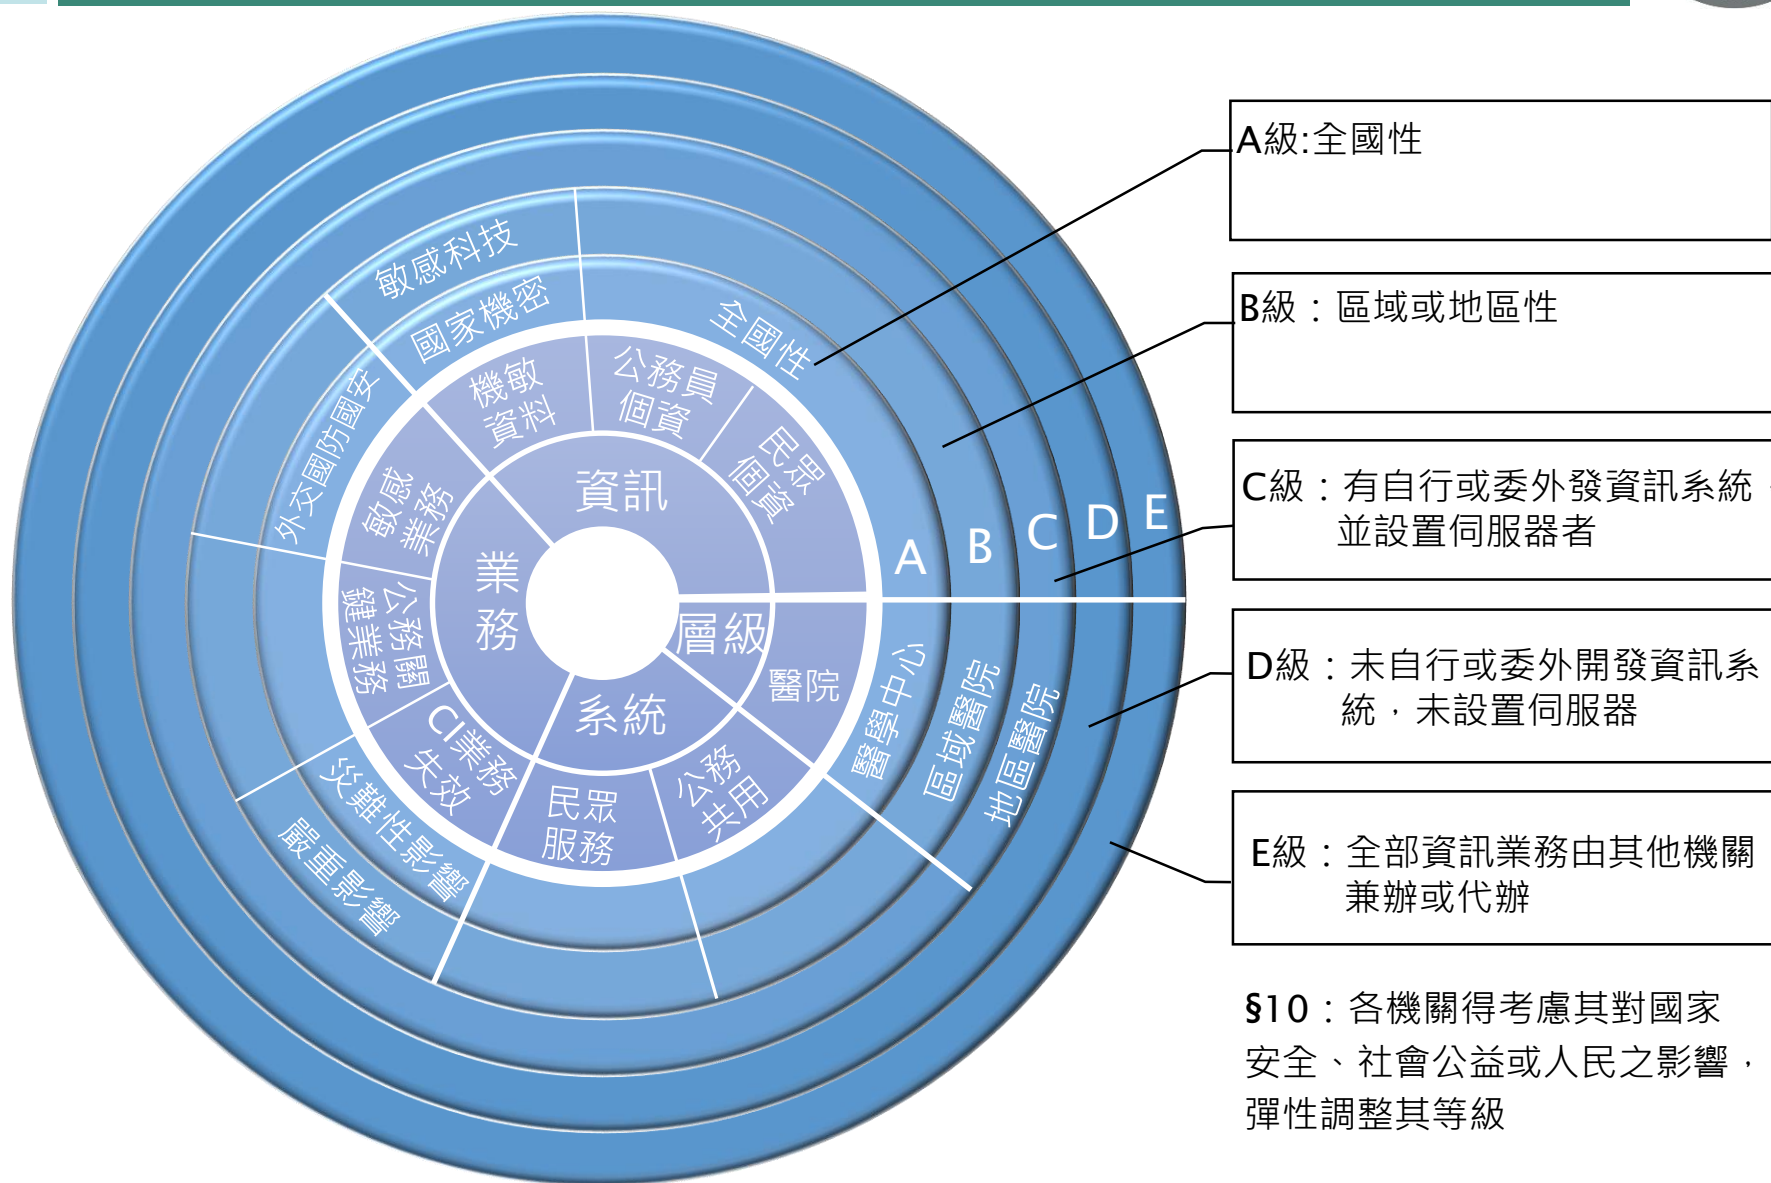 敏感科技
國家機密
全國性
外交國防國安
機敏
資料
公務員
個資
民眾
個資
敏感
業務
資訊
業
務
層級
系統
公務關
鍵業務
CI業務
失效
民眾
服務
公務
共用
醫院
災難性影響
嚴重影響
醫學中心
區域醫院
地區醫院
A
B
C
D
E
A級:全國性
B級：區域或地區性
C級：有自行或委外發資訊系統，
並設置伺服器者
D級：未自行或委外開發資訊系
統，未設置伺服器
E級：全部資訊業務由其他機關
兼辦或代辦
§10：各機關得考慮其對國家
安全、社會公益或人民之影響，
彈性調整其等級